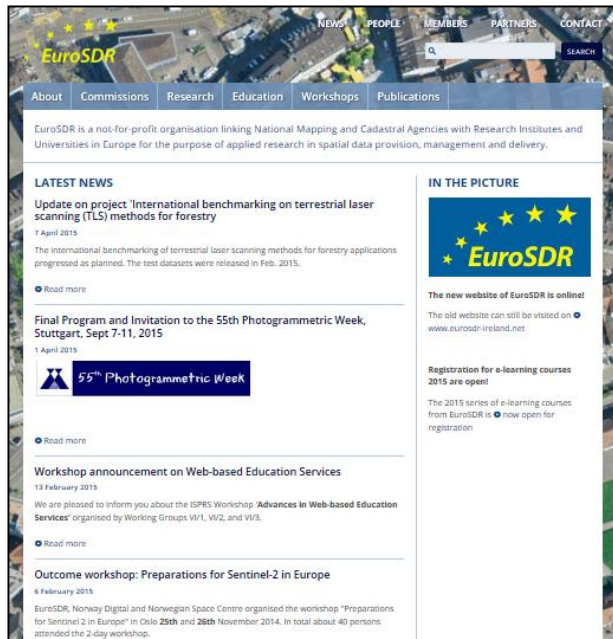 NEWS PEOPLE MEMBERS PARTNERS CONTACT
EuroSDR
SEARCH
About Commissions Research Education Workshops Publications
EuroSDR is a not-for-profit organisation linking National Mapping and Cadastral Agencies with Research Institutes and
Universities in Europe for the purpose of applied research in spatial data provision, management and delivery.
LATEST NEWS
Update on project 'International benchmarking on terrestrial laser
scanning (TLS) methods for forestry
7 April 2015
The international benchmarking of terrestrial laser scanning methods for forestry applications
progressed as planned. The test datasets were released in Feb. 2015.
Read more
Final Program and Invitation to the 55th Photogrammetric Week,
Stuttgart, Sept 7-11, 2015
1 April 2015
55th Photogrammetric Week
Read more
Workshop announcement on Web-based Education Services
13 February 2015
We are pleased to inform you about the ISPRS Workshop 'Advances in Web-based Education
Services' organised by Working Groups VI/1, VI/2, and VI/3.
Read more
Outcome workshop: Preparations for Sentinel-2 in Europe
6 February 2015
EuroSDR, Norway Digital and Norwegian Space Centre organised the workshop "Preparations
for Sentinel 2 in Europe" in Oslo 25th and 26th November 2014. In total about 40 persons
attended the 2-day workshop.
IN THE PICTURE
EuroSDR
The new website of EuroSDR is online!
The old website can still be visited on
www.eurosdr-ireland.net
Registration for e-learning courses
2015 are open!
The 2015 series of e-learning courses
from EuroSDR is now open for
registration